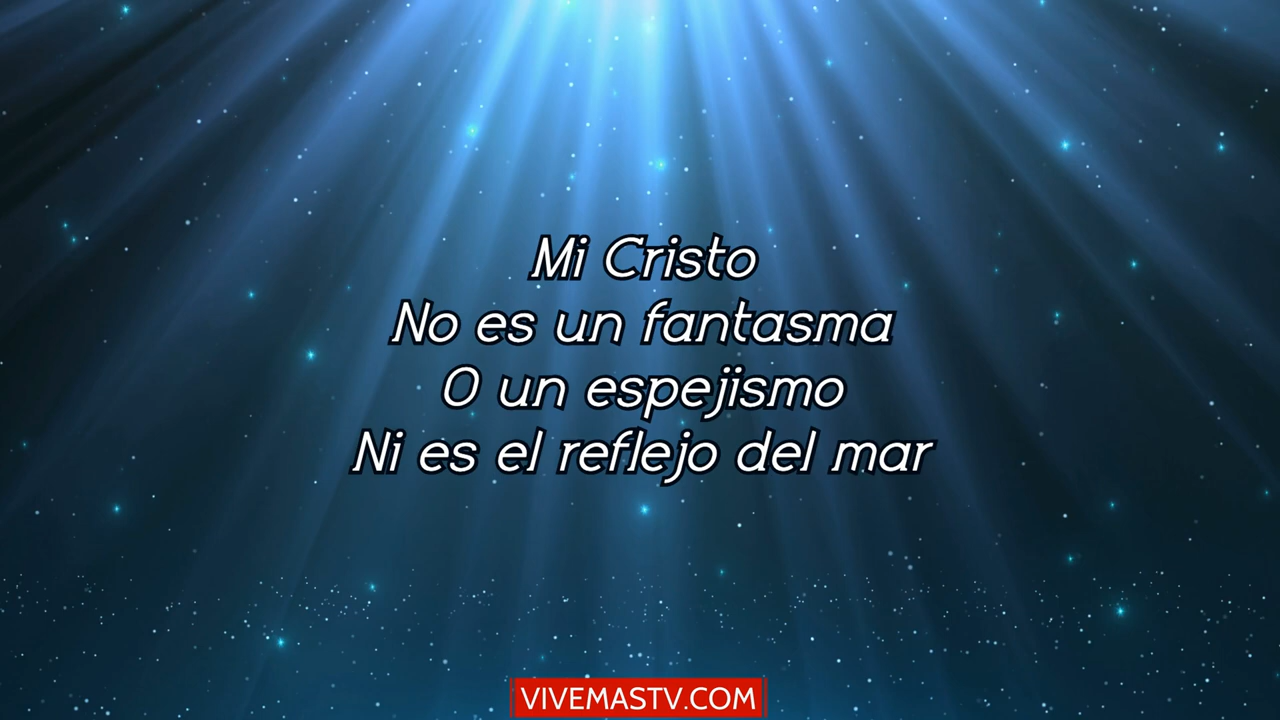 Mi Cristo
No es un fantasma
O un espejismo
Ni es el reflejo del mar
VIVEMASTV.COM